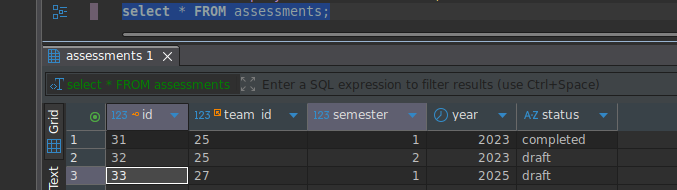 select * FROM assessments;
assessments 1
select * FROM assessments Enter a SQL expression to filter results (use Ctrl+Space)
Grid
Text
123 id 123 team_id 123 semester year A-Z status
1 31 25 1 2023 completed
2 32 25 2 2023 draft
3 33 27 1 2025 draft